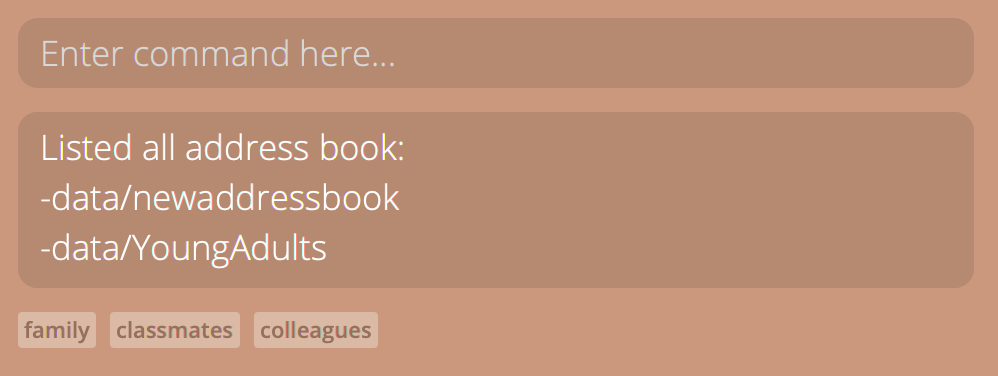 Enter command here...
Listed all address book:
-data/newaddressbook
-data/YoungAdults
family classmates colleagues